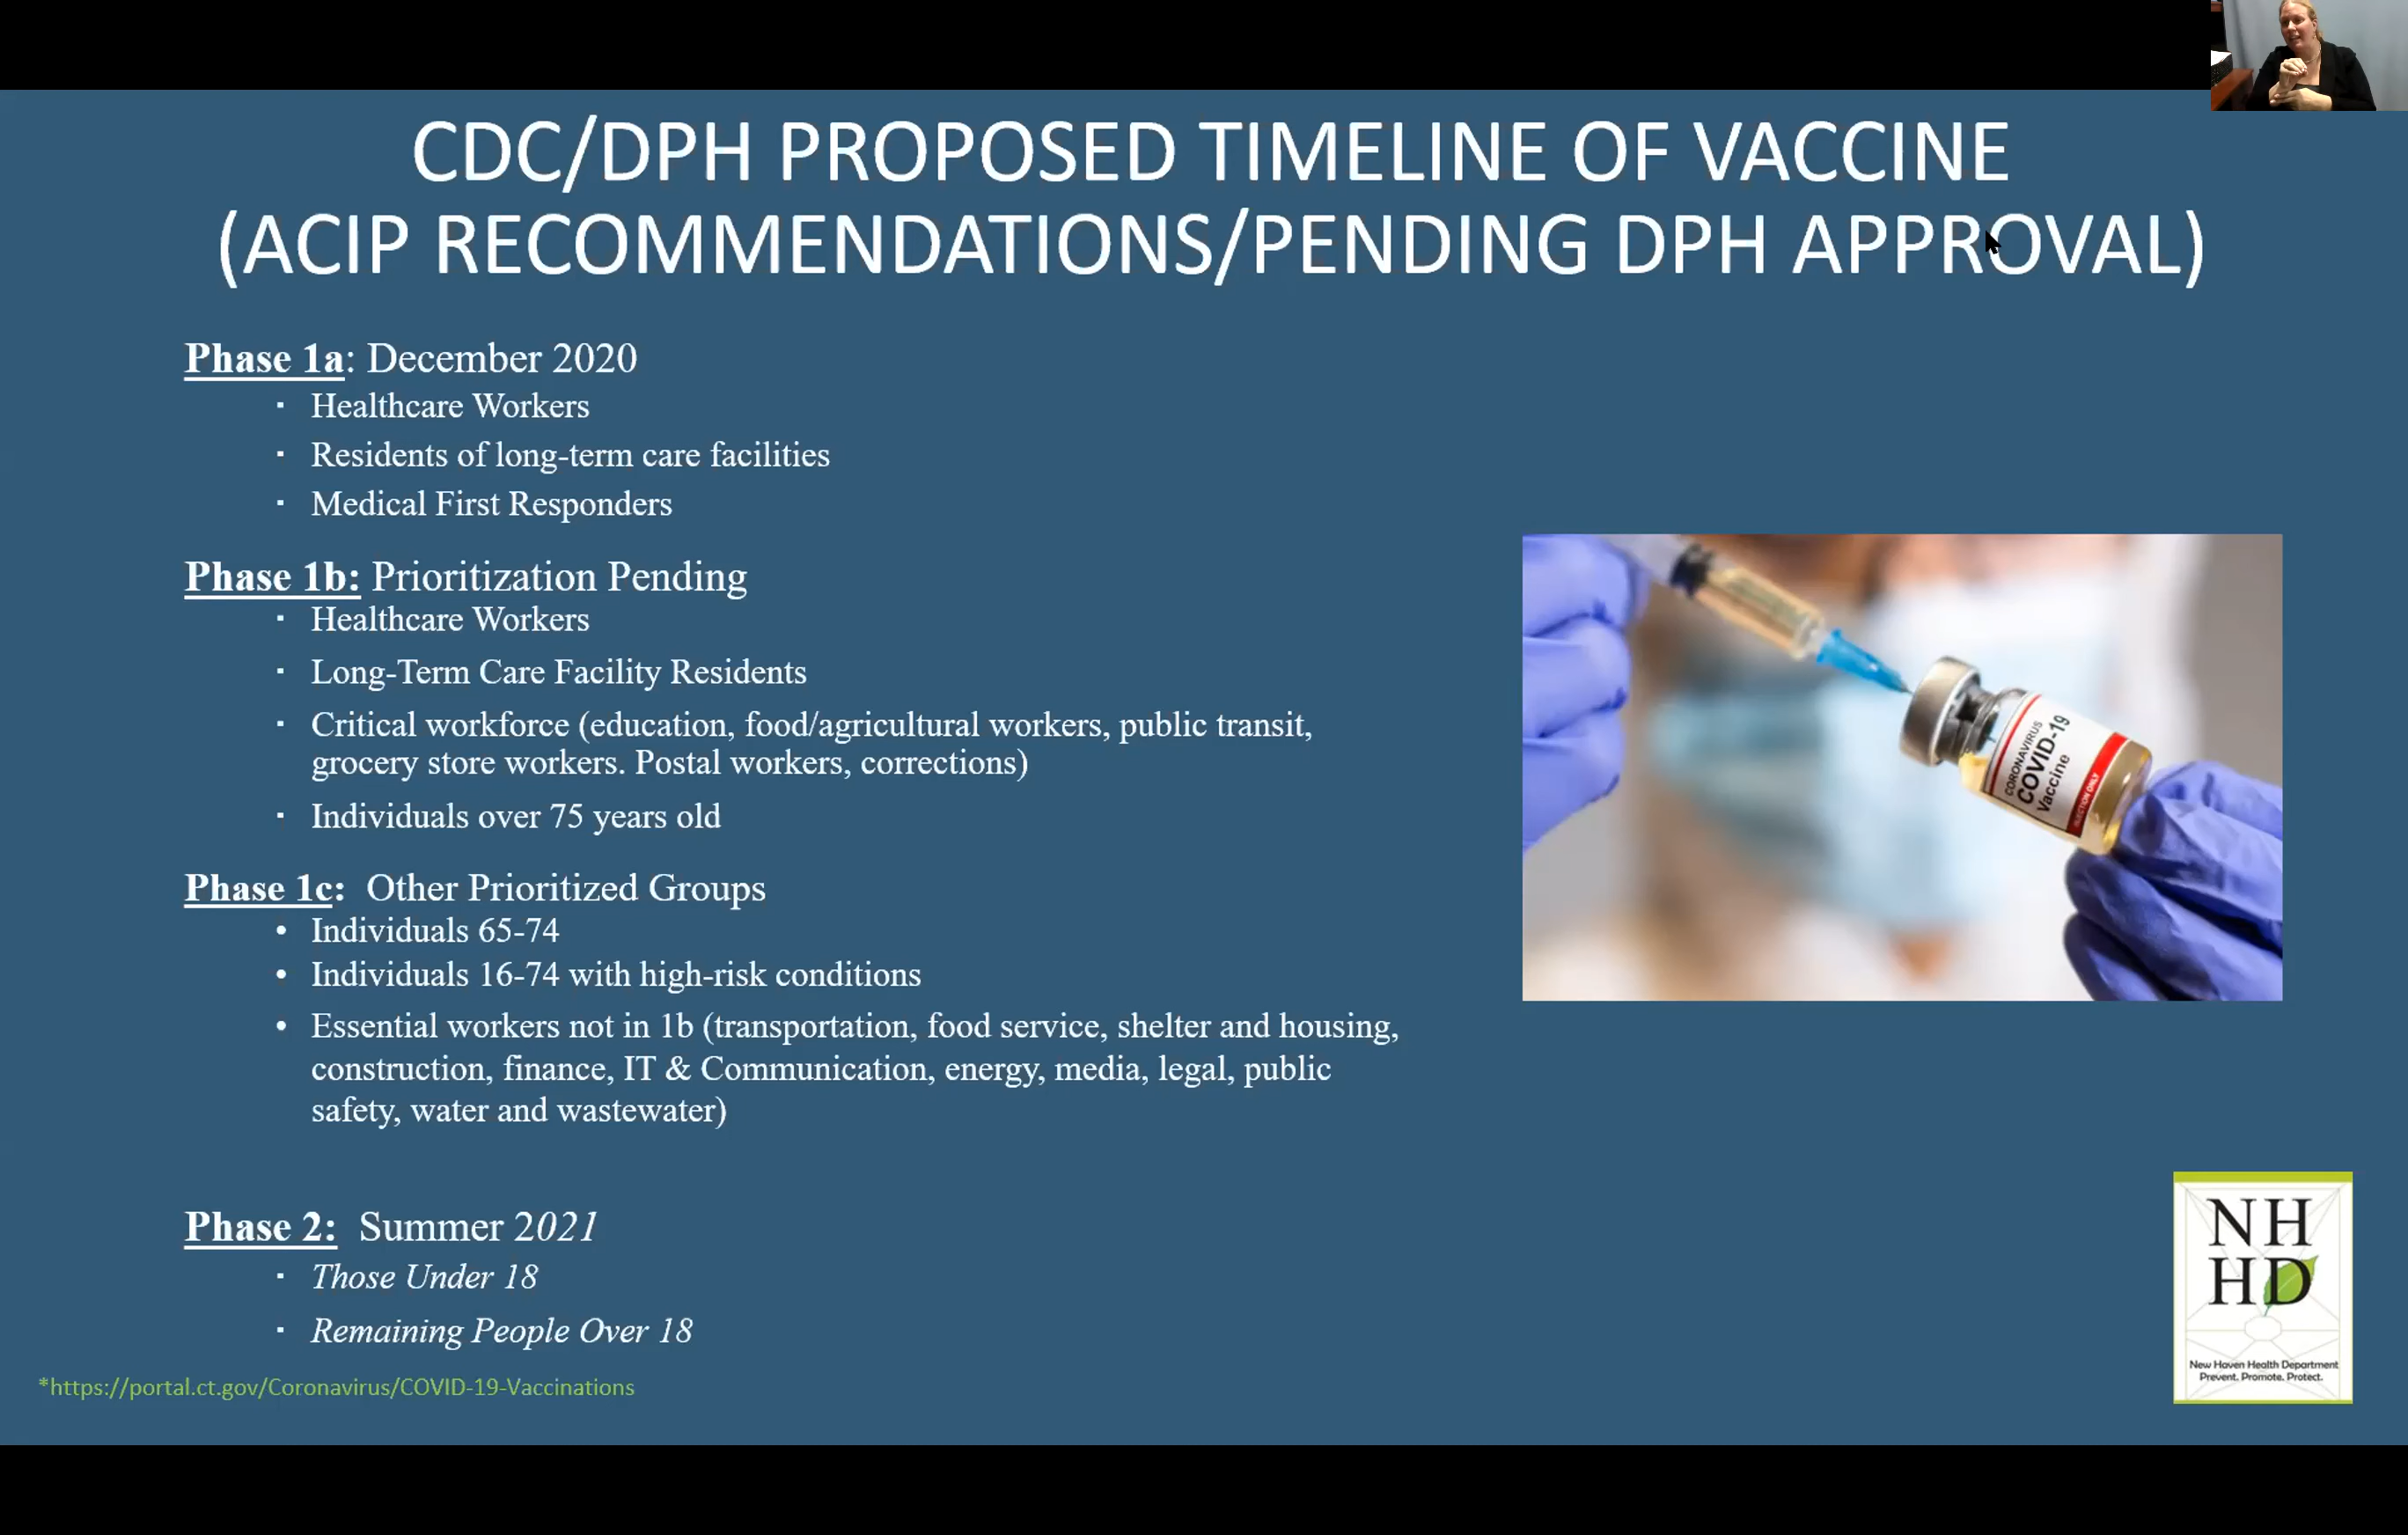 CDC/DPH PROPOSED TIMELINE OF VACCINE
(ACIP RECOMMENDATIONS/PENDING DPH APPROVAL)
Phase 1a: December 2020
▪ Healthcare Workers
▪ Residents of long-term care facilities
▪ Medical First Responders
Phase 1b: Prioritization Pending
▪ Healthcare Workers
▪ Long-Term Care Facility Residents
▪ Critical workforce (education, food/agricultural workers, public transit,
grocery store workers. Postal workers, corrections)
▪ Individuals over 75 years old
Phase 1c: Other Prioritized Groups
• Individuals 65-74
• Individuals 16-74 with high-risk conditions
• Essential workers not in 1b (transportation, food service, shelter and housing,
construction, finance, IT & Communication, energy, media, legal, public
safety, water and wastewater)
Phase 2: Summer 2021
▪ Those Under 18
▪ Remaining People Over 18
*https://portal.ct.gov/Coronavirus/COVID-19-Vaccinations
CORONAVIRUS
COVID-19
Vaccine
INJECTION ONLY
NH
HD
New Haven Health Department
Prevent. Promote. Protect.